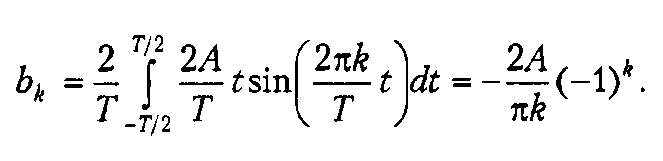 b_k = \frac{2}{T} \int_{-T/2}^{T/2} \frac{2A}{T} t \sin\left(\frac{2\pi k}{T} t\right) dt = -\frac{2A}{\pi k} (-1)^k.